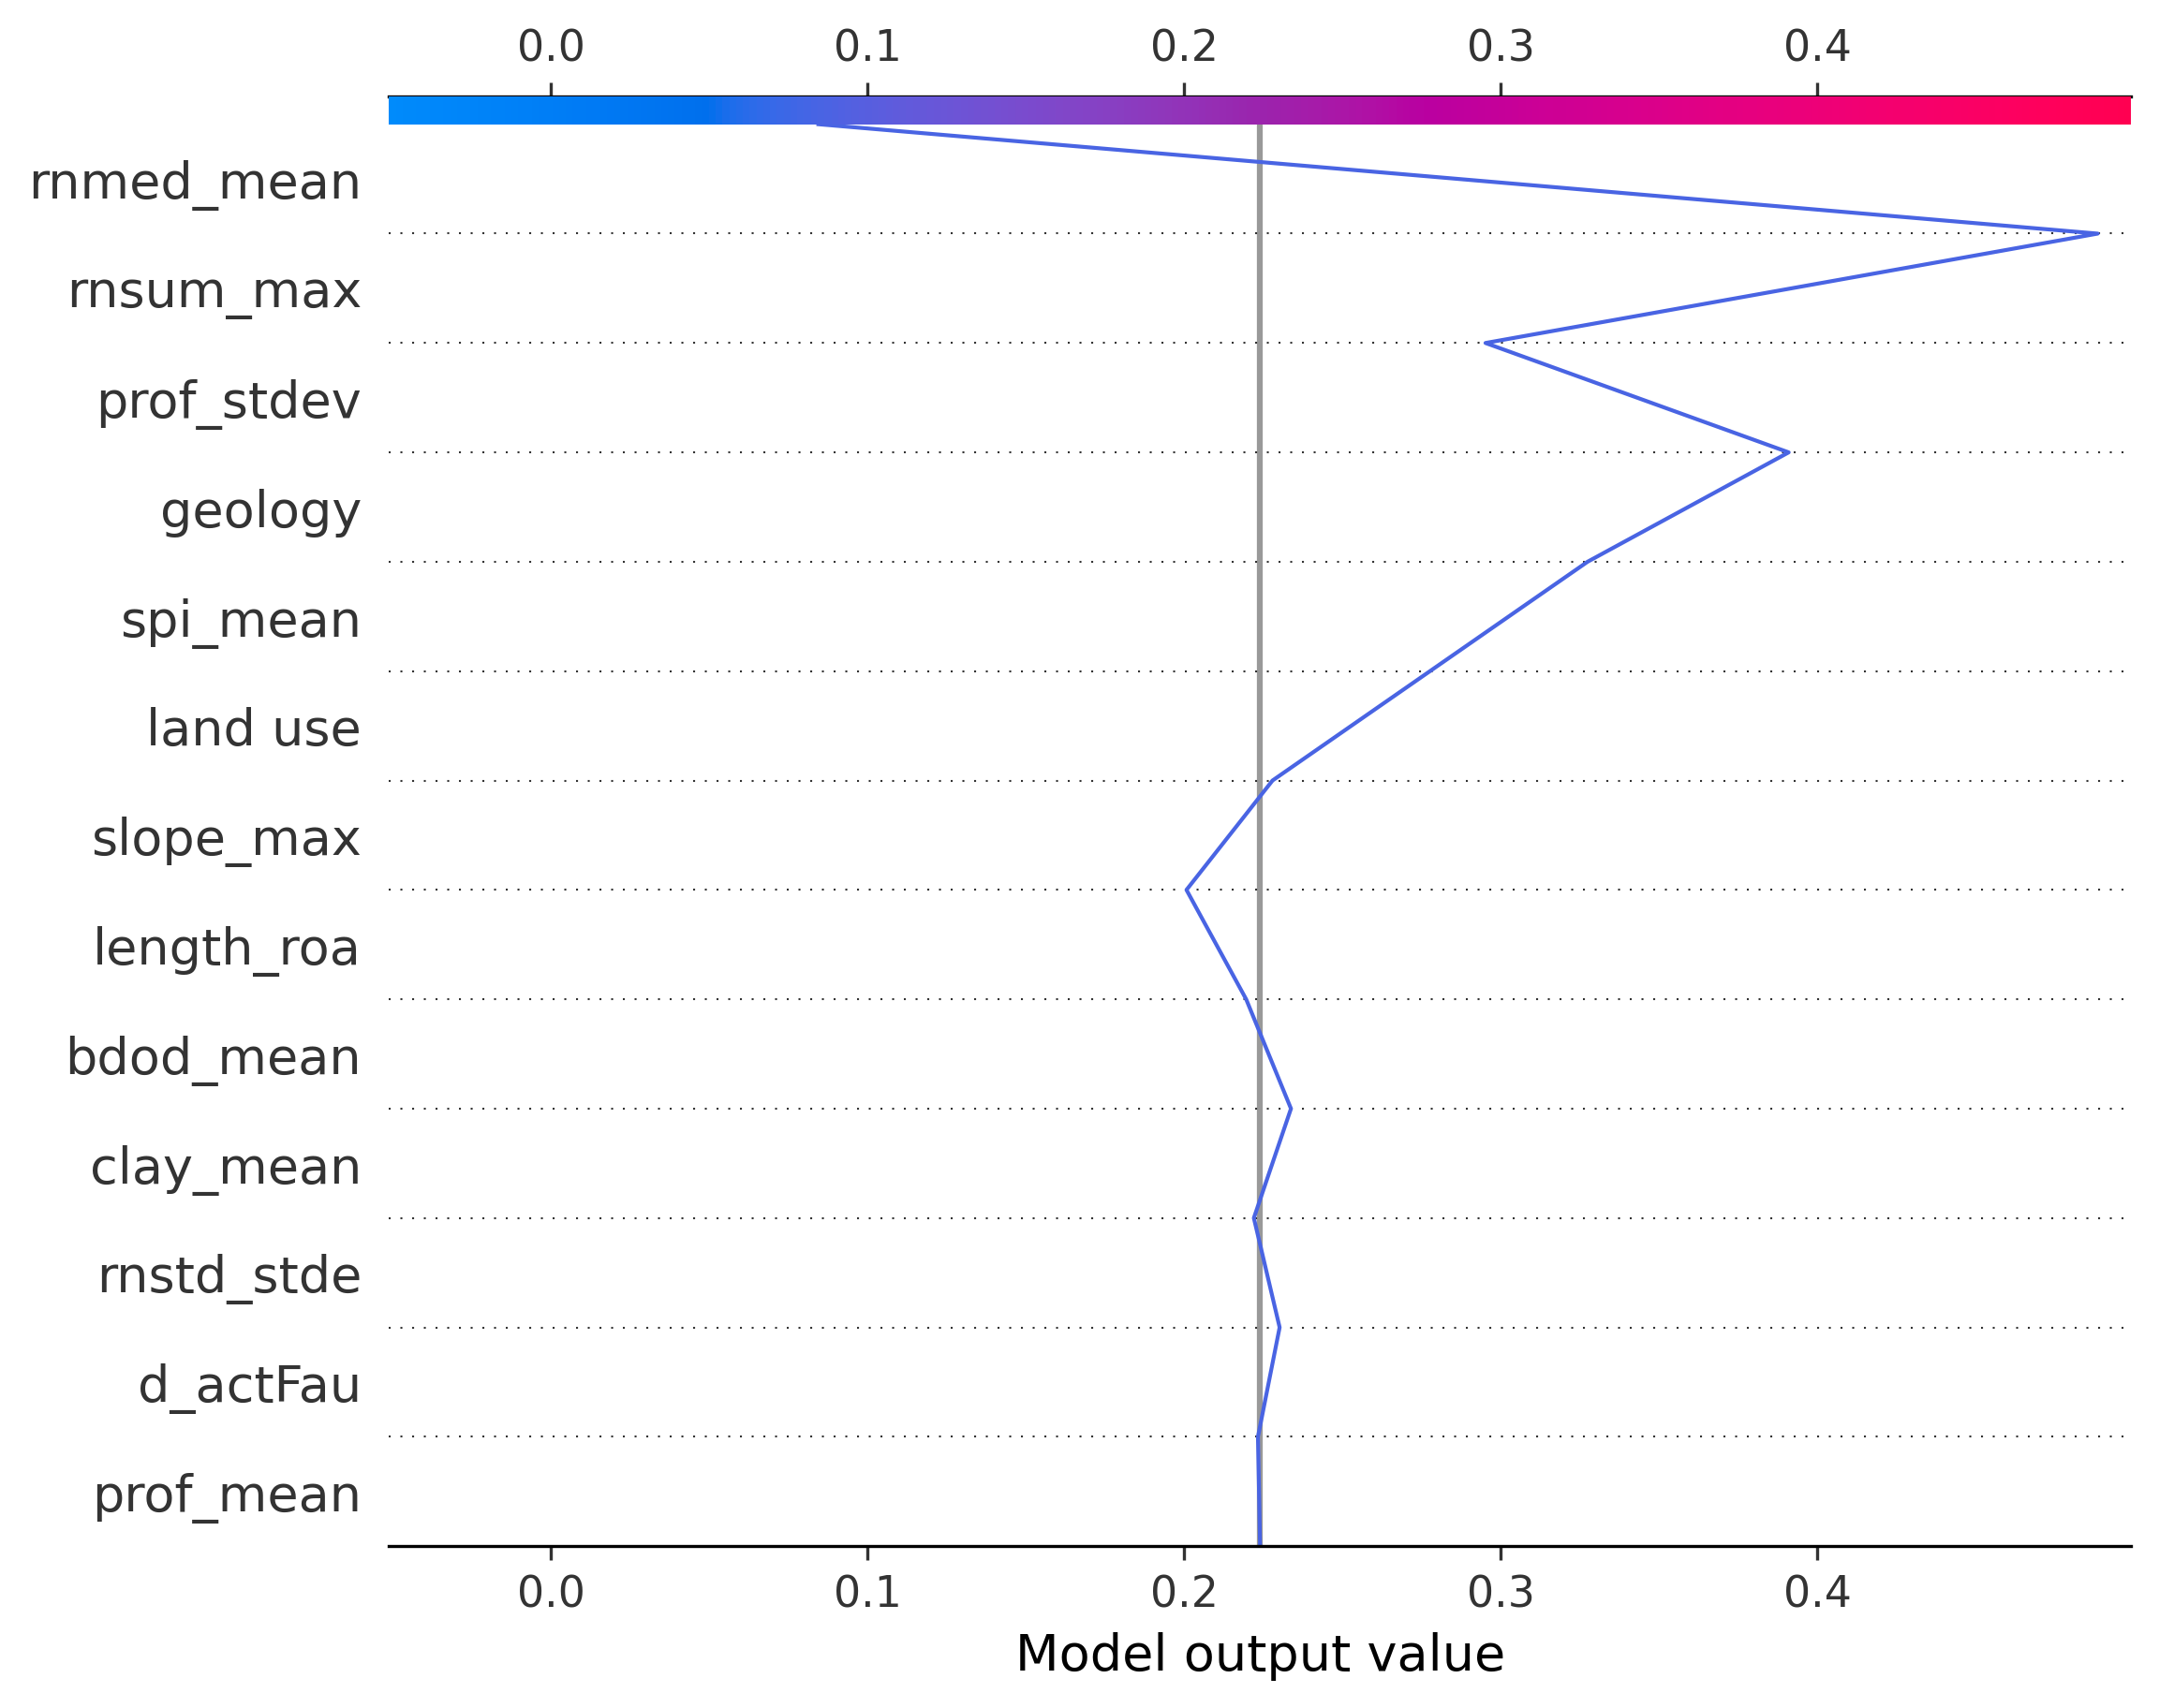 0.0 0.1 0.2 0.3 0.4
rnmed_mean
rnsum_max
prof_stdev
geology
spi_mean
land use
slope_max
length_roa
bdod_mean
clay_mean
rnstd_stde
d_actFau
prof_mean
0.0 0.1 0.2 0.3 0.4
Model output value